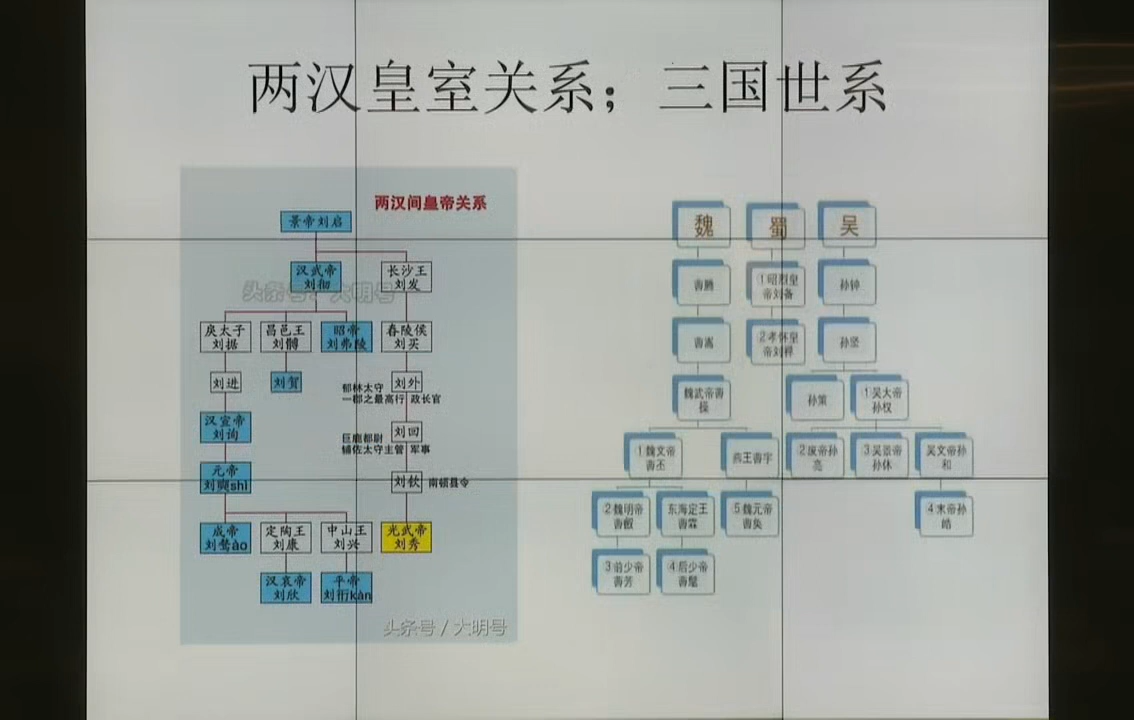 两汉皇室关系；三国世系
两汉间皇帝关系
景帝刘启
汉武帝
刘彻
长沙王
刘发
头条号／大明号
戾太子
刘据
昌邑王
刘髆
昭帝
刘弗陵
舂陵侯
刘买
刘进
刘贺
郁林太守
一郡之最高行政长官
刘外
汉宣帝
刘询
巨鹿都尉
辅佐太守主管军事
刘回
元帝
刘奭shì
刘钦
南顿县令
成帝
刘骜ào
定陶王
刘康
中山王
刘兴
光武帝
刘秀
汉哀帝
刘欣
平帝
刘衎kàn
头条号／大明号
魏
蜀
吴
曹腾
①昭烈皇
帝刘备
孙钟
曹嵩
②孝怀皇
帝刘禅
孙坚
魏武帝曹
操
孙策
①吴大帝
孙权
①魏文帝
曹丕
燕王曹宇
②废帝孙
亮
③吴景帝
孙休
吴文帝孙
和
②魏明帝
曹叡
东海定王
曹霖
⑤魏元帝
曹奂
④末帝孙
皓
③前少帝
曹芳
④后少帝
曹髦